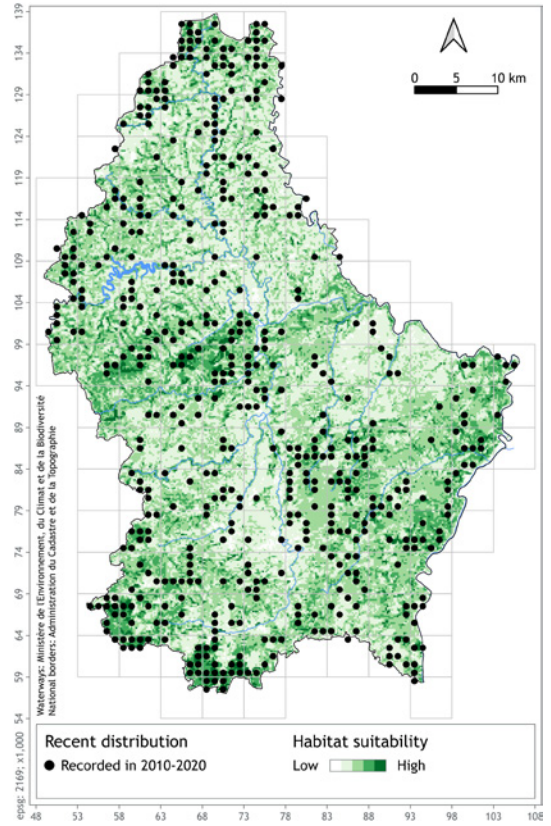 139
134
129
124
119
114
109
104
99
94
89
84
79
74
69
64
59
54
0 5 10 km
Waterways: Ministère de l'Environnement, du Climat et de la Biodiversité
National borders: Administration du Cadastre et de la Topographie
epsg: 2169; x1,000
Recent distribution
Recorded in 2010-2020
Habitat suitability
Low High
48 53 58 63 68 73 78 83 88 93 98 103 108